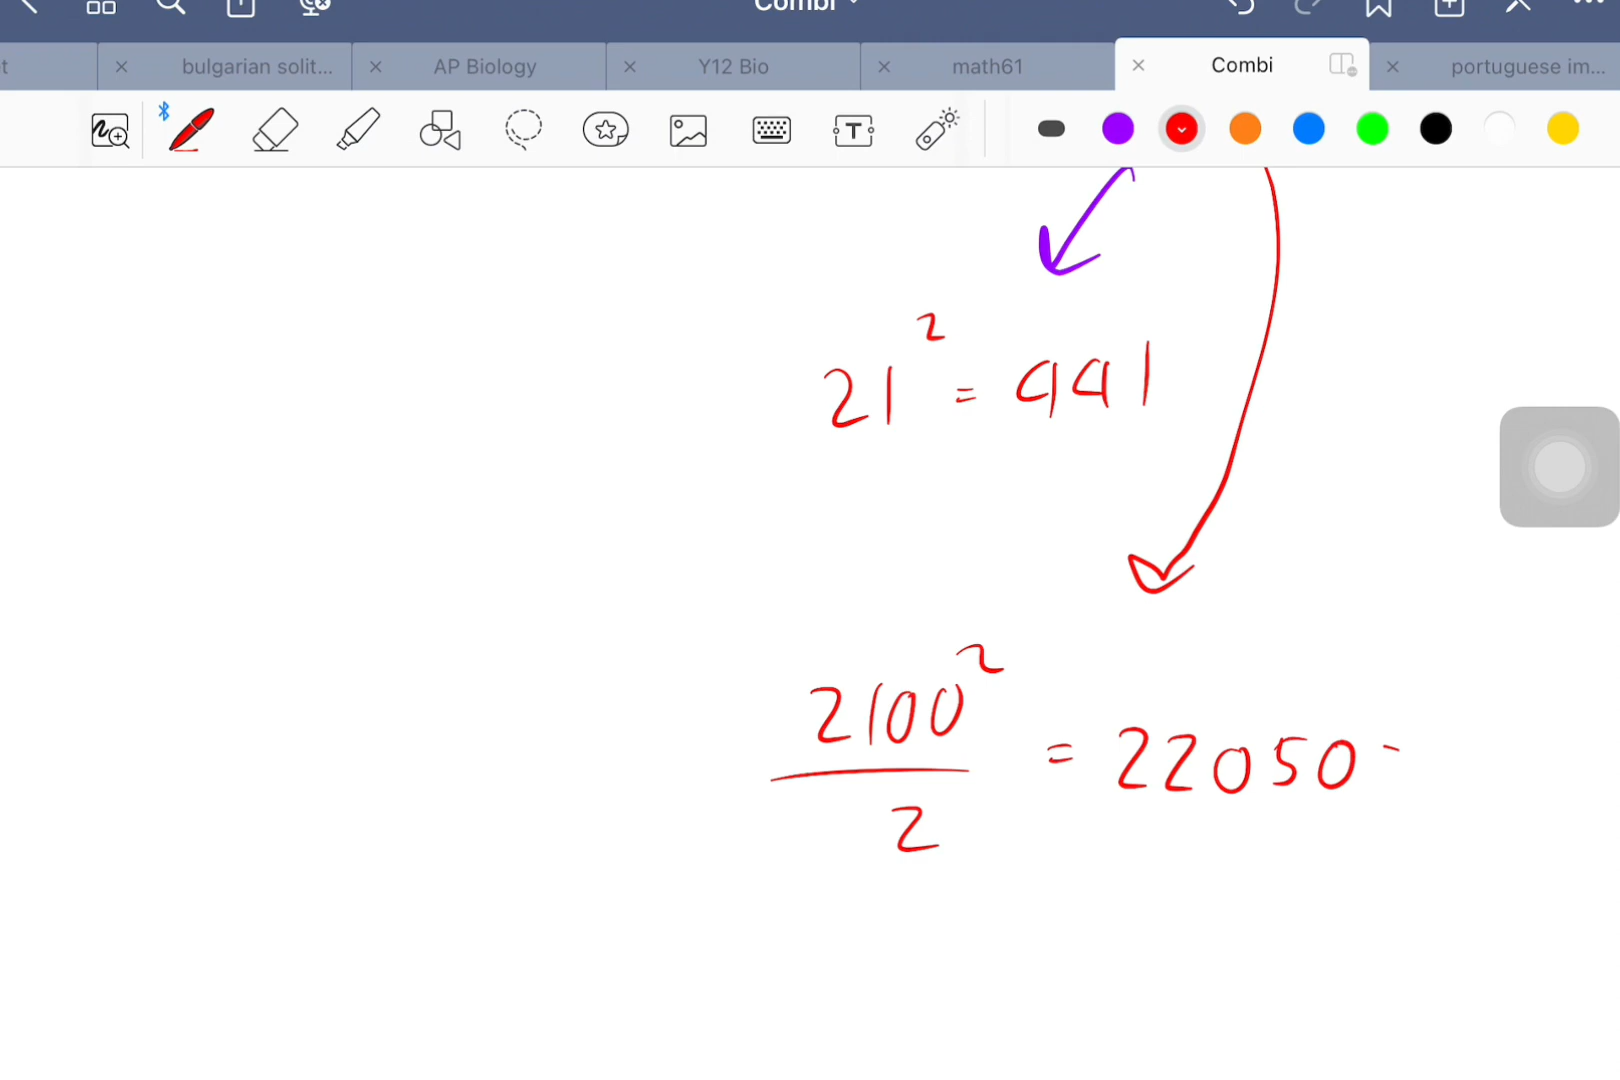 Combi
t
bulgarian solit...
AP Biology
Y12 Bio
math61
Combi
portuguese im...
T
21² = 441
2100²
= 22050
2